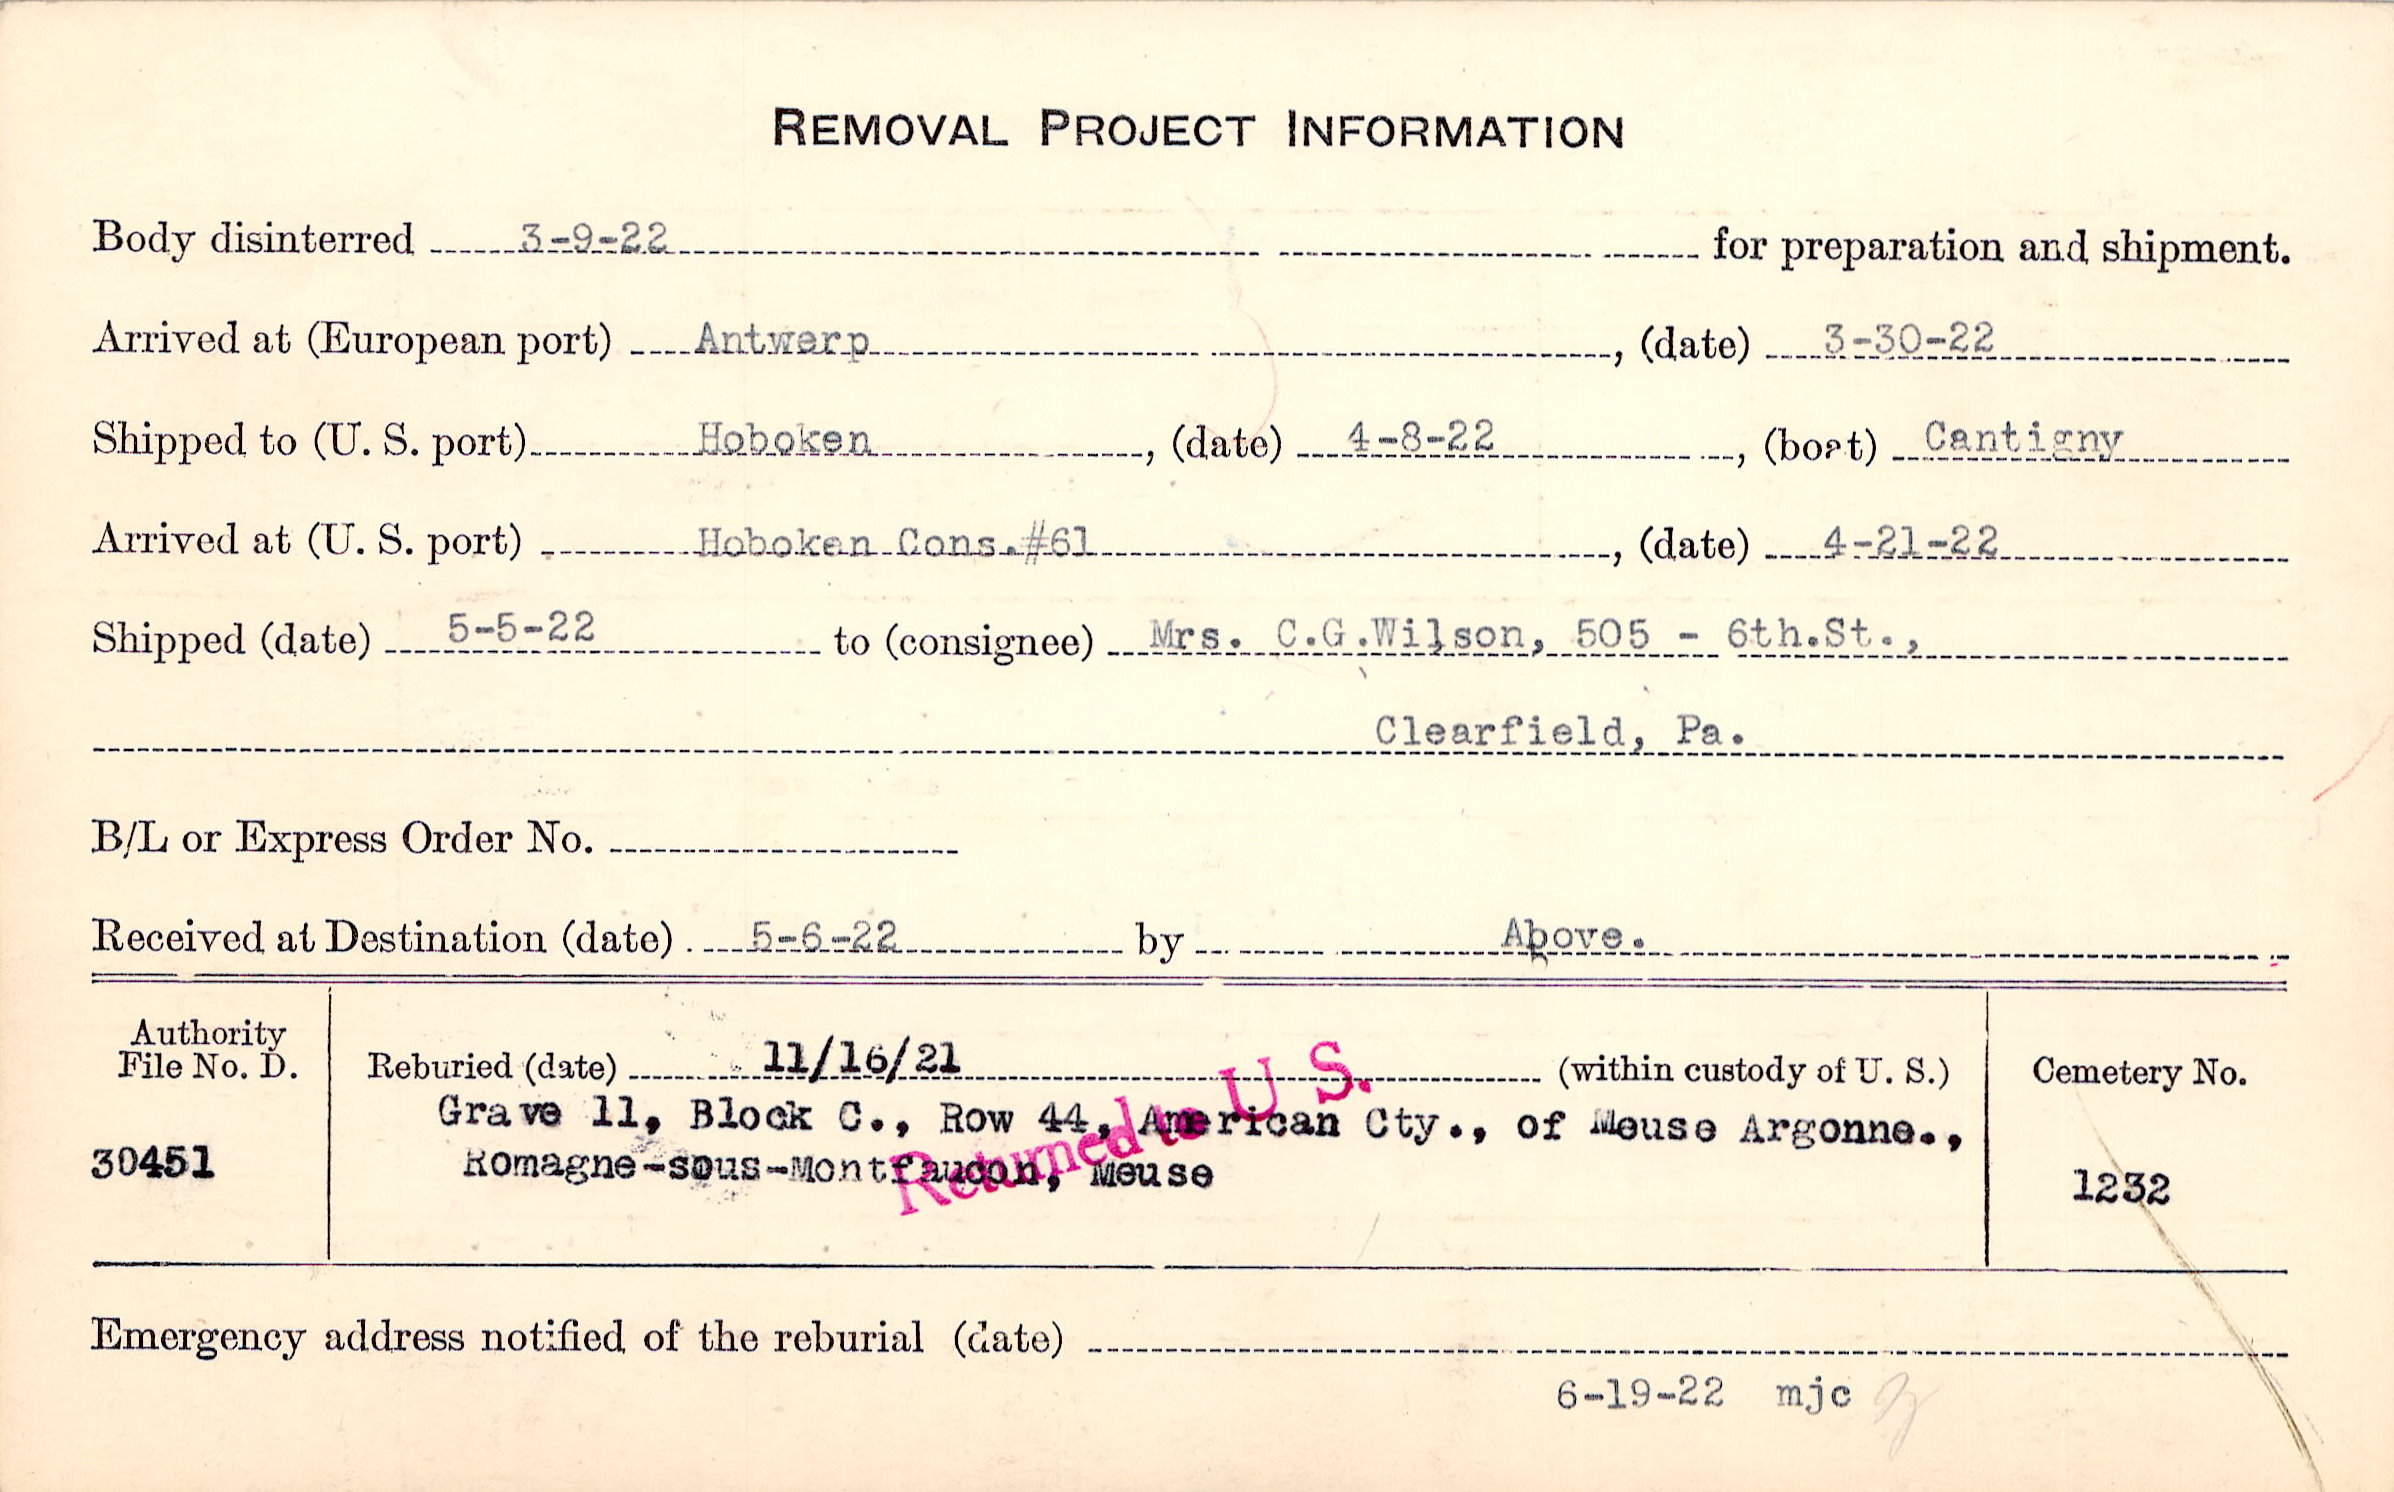 REMOVAL PROJECT INFORMATION
Body disinterred 3-9-22 for preparation and shipment.
Arrived at (European port) Antwerp, (date) 3-30-22
Shipped to (U. S. port) Hoboken, (date) 4-8-22, (boat) Cantigny
Arrived at (U. S. port) Hoboken Cons.#61, (date) 4-21-22
Shipped (date) 5-5-22 to (consignee) Mrs. C.G.Wilson, 505 - 6th.St.,
Clearfield, Pa.
B/L or Express Order No.
Received at Destination (date) 5-6-22 by Above.
Authority
File No. D.
30451
Reburied (date) 11/16/21 (within custody of U. S.)
Grave 11, Block C., Row 44, American Cty., of Meuse Argonne.,
Romagne-sous-Montfaucon, Meuse
Returned to U S.
Cemetery No.
1232
Emergency address notified of the reburial (date)
6-19-22 mjc